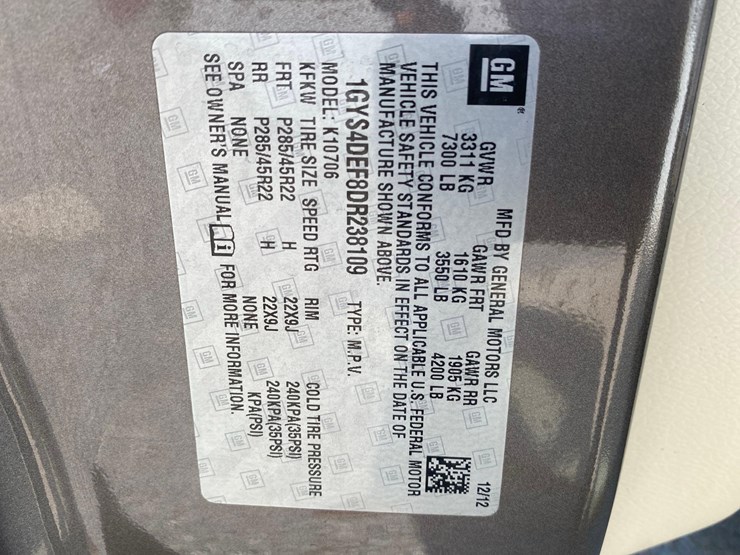 GM
MFD BY GENERAL MOTORS LLC 12/12
GVWR GAWR FRT GAWR RR
3311 KG 1610 KG 1905 KG
7300 LB 3550 LB 4200 LB
THIS VEHICLE CONFORMS TO ALL APPLICABLE U.S. FEDERAL MOTOR
VEHICLE SAFETY STANDARDS IN EFFECT ON THE DATE OF
MANUFACTURE SHOWN ABOVE.
1GYS4DEF8DR238109 TYPE: M.P.V.
MODEL: K10706
KFKW TIRE SIZE SPEED RTG RIM COLD TIRE PRESSURE
FRT P285/45R22 H 22X9J 240KPA(35PSI)
RR P285/45R22 H 22X9J 240KPA(35PSI)
SPA NONE NONE KPA(PSI)
SEE OWNER'S MANUAL FOR MORE INFORMATION.